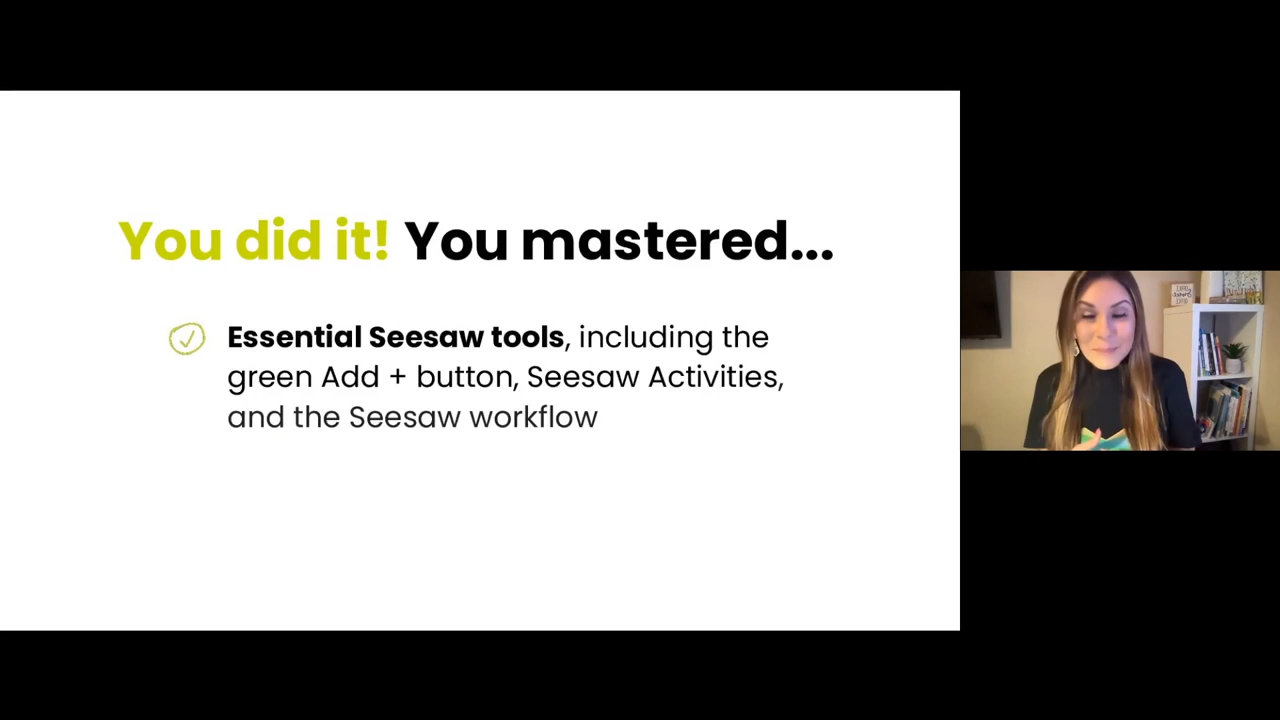 You did it! You mastered...
Essential Seesaw tools, including the
green Add + button, Seesaw Activities,
and the Seesaw workflow